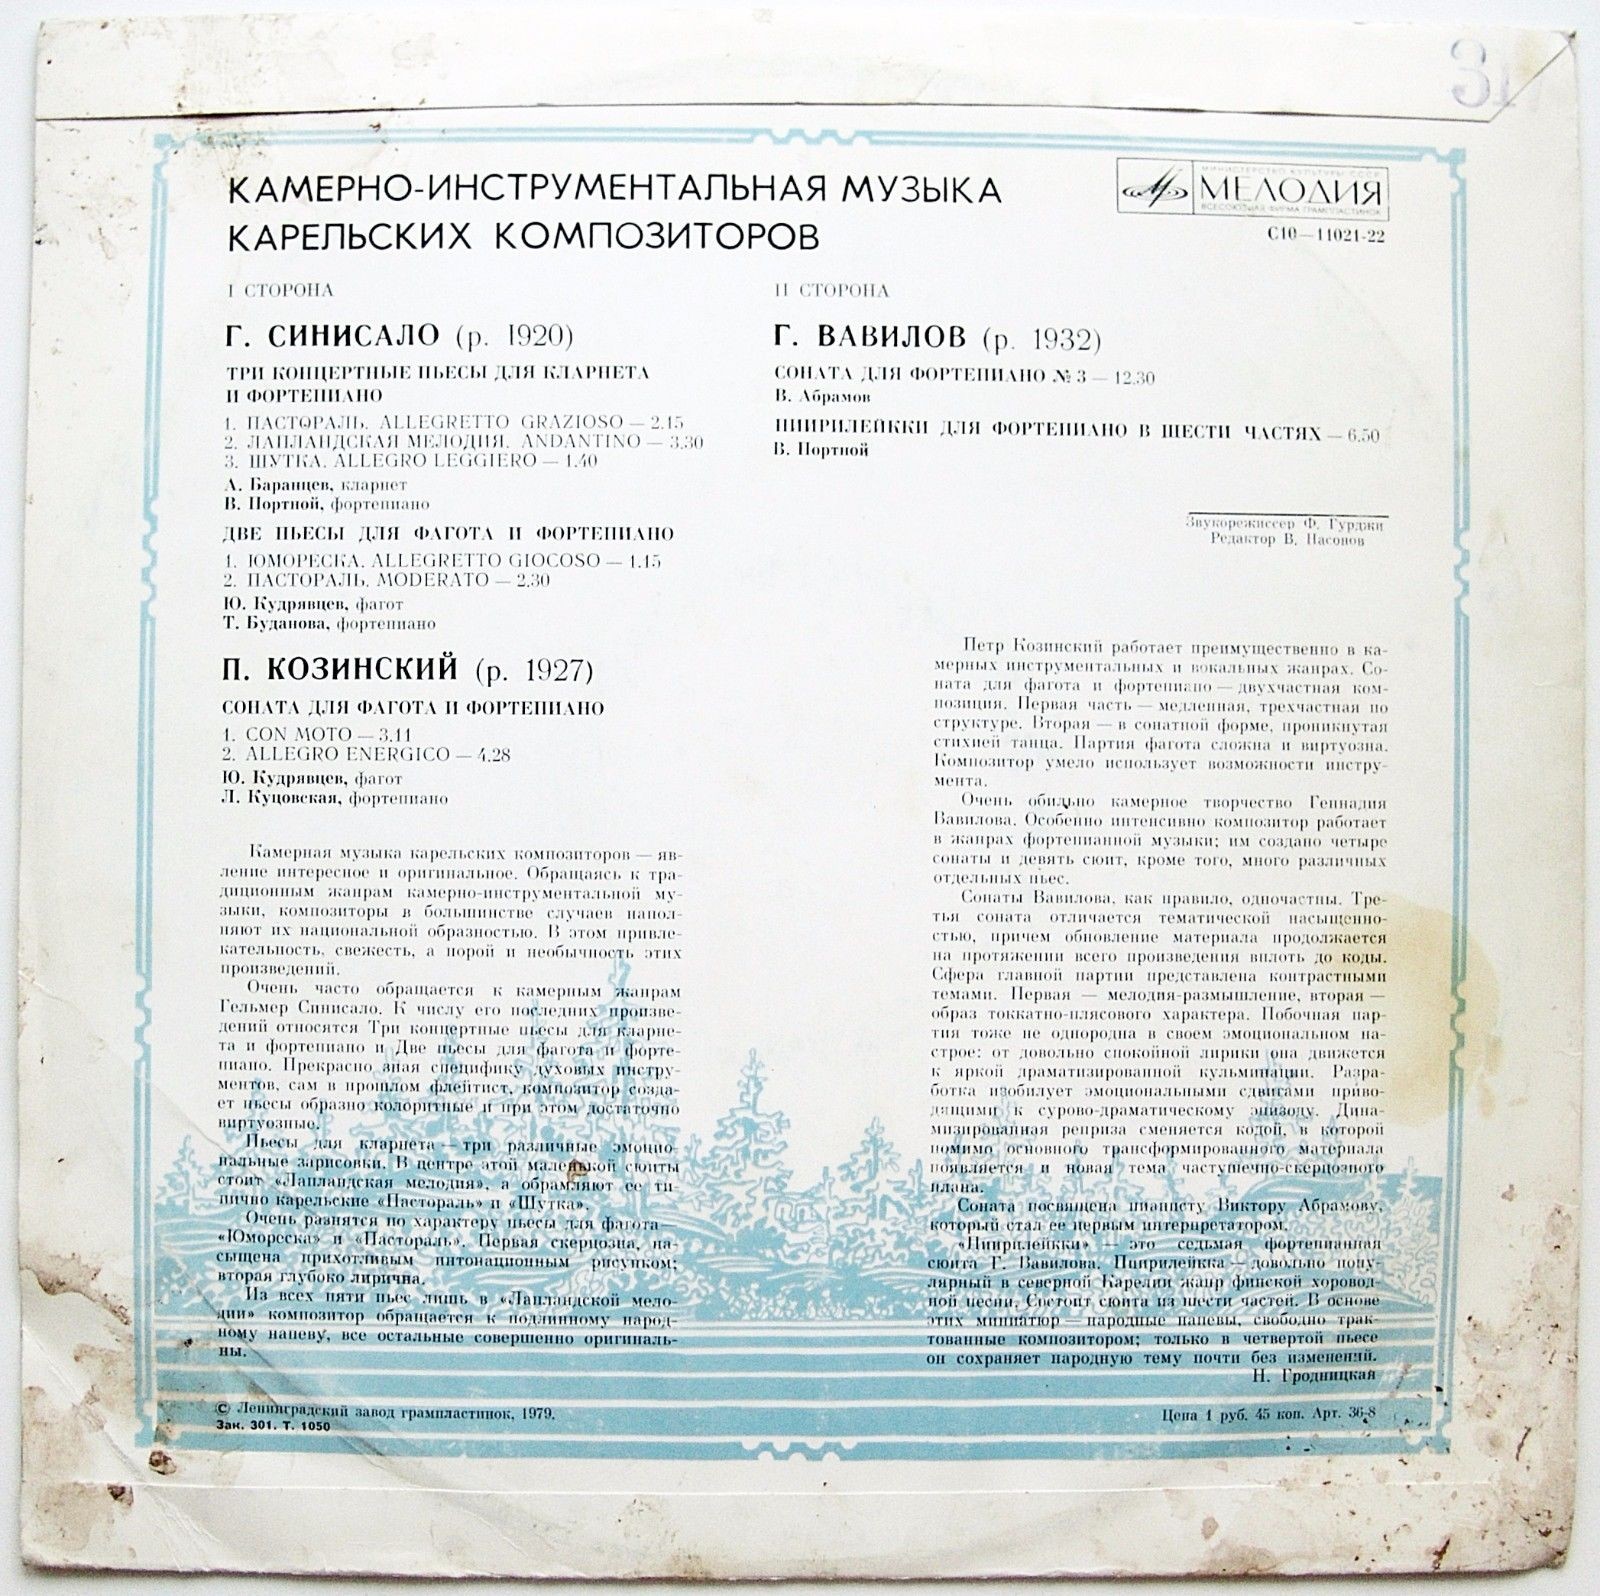 31
КАМЕРНО-ИНСТРУМЕНТАЛЬНАЯ МУЗЫКА
КАРЕЛЬСКИХ КОМПОЗИТОРОВ
МИНИСТЕРСТВО КУЛЬТУРЫ СССР
МЕЛОДИЯ
ВСЕСОЮЗНАЯ ФИРМА ГРАМПЛАСТИНОК
С10—11021-22
I СТОРОНА
Г. СИНИСАЛО (р. 1920)
ТРИ КОНЦЕРТНЫЕ ПЬЕСЫ ДЛЯ КЛАРНЕТА
И ФОРТЕПИАНО
1. ПАСТОРАЛЬ. ALLEGRETTO GRAZIOSO — 2.15
2. ЛАПЛАНДСКАЯ МЕЛОДИЯ. ANDANTINO — 3.30
3. ШУТКА. ALLEGRO LEGGIERO — 1.40
А. Баранцев, кларнет
В. Портной, фортепиано
ДВЕ ПЬЕСЫ ДЛЯ ФАГОТА И ФОРТЕПИАНО
1. ЮМОРЕСКА. ALLEGRETTO GIOCOSO — 1.15
2. ПАСТОРАЛЬ. MODERATO — 2.30
Ю. Кудрявцев, фагот
Т. Буданова, фортепиано
П. КОЗИНСКИЙ (р. 1927)
СОНАТА ДЛЯ ФАГОТА И ФОРТЕПИАНО
1. CON MOTO — 3.11
2. ALLEGRO ENERGICO — 4.28
Ю. Кудрявцев, фагот
Л. Куцовская, фортепиано
II СТОРОНА
Г. ВАВИЛОВ (р. 1932)
СОНАТА ДЛЯ ФОРТЕПИАНО № 3 — 12.30
В. Абрамов
ПИИРИЛЕЙККИ ДЛЯ ФОРТЕПИАНО В ШЕСТИ ЧАСТЯХ — 6.50
В. Портной
Звукорежиссер Ф. Гурджи
Редактор В. Насонов
Камерная музыка карельских композиторов — яв-
ление интересное и оригинальное. Обращаясь к тра-
диционным жанрам камерно-инструментальной му-
зыки, композиторы в большинстве случаев напол-
няют их национальной образностью. В этом привле-
кательность, свежесть, а порой и необычность этих
произведений.
Очень часто обращается к камерным жанрам
Гельмер Синисало. К числу его последних произве-
дений относятся Три концертные пьесы для кларне-
та и фортепиано и Две пьесы для фагота и форте-
пиано. Прекрасно зная специфику духовых инстру-
ментов, сам в прошлом флейтист, композитор созда-
ет пьесы образно колоритные и при этом достаточно
виртуозные.
Пьесы для кларнета — три различные эмоцио-
нальные зарисовки. В центре этой маленькой сюиты
стоит «Лапландская мелодия», а обрамляют ее ти-
пично карельские «Пастораль» и «Шутка».
Очень разнятся по характеру пьесы для фагота—
«Юмореска» и «Пастораль». Первая скерцозна, на-
сыщена прихотливым интонационным рисунком;
вторая глубоко лирична.
Из всех пяти пьес лишь в «Лапландской мело-
дии» композитор обращается к подлинному народ-
ному напеву, все остальные совершенно оригиналь-
ны.
Петр Козинский работает преимущественно в ка-
мерных инструментальных и вокальных жанрах. Со-
ната для фагота и фортепиано — двухчастная ком-
позиция. Первая часть — медленная, трехчастная по
структуре. Вторая — в сонатной форме, проникнутая
стихией танца. Партия фагота сложна и виртуозна.
Композитор умело использует возможности инстру-
мента.
Очень обильно камерное творчество Геннадия
Вавилова. Особенно интенсивно композитор работает
в жанрах фортепианной музыки; им создано четыре
сонаты и девять сюит, кроме того, много различных
отдельных пьес.
Сонаты Вавилова, как правило, одночастны. Тре-
тья соната отличается тематической насыщенно-
стью, причем обновление материала продолжается
на протяжении всего произведения вплоть до коды.
Сфера главной партии представлена контрастными
темами. Первая — мелодия-размышление, вторая —
образ токкатно-плясового характера. Побочная пар-
тия тоже не однородна в своем эмоциональном на-
строе: от довольно спокойной лирики она движется
к яркой драматизированной кульминации. Разра-
ботка изобилует эмоциональными сдвигами приво-
дящими к сурово-драматическому эпизоду. Дина-
мизированная реприза сменяется кодой, в которой
помимо основного трансформированного материала
появляется и новая тема частушечно-скерцозного
плана.
Соната посвящена пианисту Виктору Абрамову,
который стал ее первым интерпретатором.
«Пиирилейкки» — это седьмая фортепианная
сюита Г. Вавилова. Пиирилейкка — довольно попу-
лярный в северной Карелии жанр финской хоровод-
ной песни. Состоит сюита из шести частей. В основе
этих миниатюр — народные напевы, свободно трак-
тованные композитором; только в четвертой пьесе
он сохраняет народную тему почти без изменений.
Н. Гродницкая
© Ленинградский завод грампластинок, 1979.
Зак. 301. Т. 1050
Цена 1 руб. 45 коп. Арт. 36-8